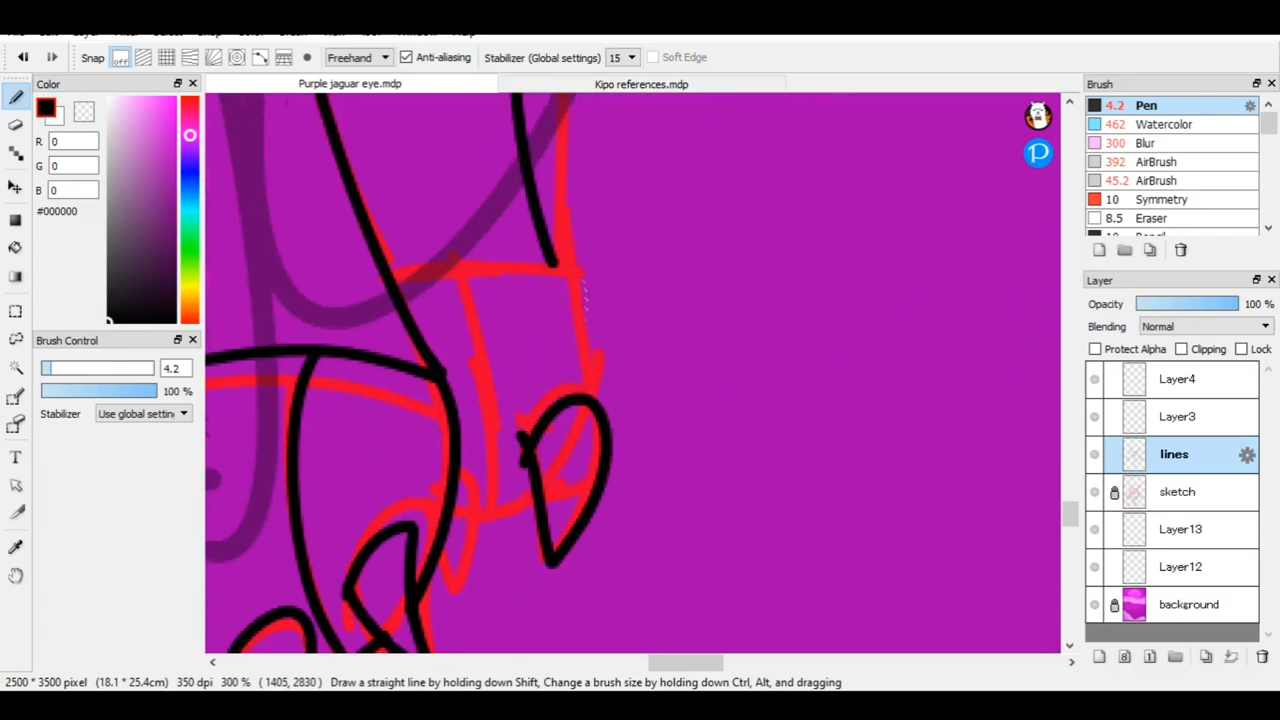 Snap off Freehand Anti-aliasing Stabilizer (Global settings) 15 Soft Edge
Color
Purple jaguar eye.mdp
Kipo references.mdp
Brush
R 0
G 0
B 0
#000000
Brush Control
4.2
100 %
Stabilizer Use global settin
P
4.2 Pen
462 Watercolor
300 Blur
392 AirBrush
45.2 AirBrush
10 Symmetry
8.5 Eraser
Layer
Opacity 100 %
Blending Normal
Protect Alpha Clipping Lock
Layer4
Layer3
lines
sketch
Layer13
Layer12
background
8 1
2500 * 3500 pixel (18.1 * 25.4cm) 350 dpi 300 % ( 1405, 2830 ) Draw a straight line by holding down Shift, Change a brush size by holding down Ctrl, Alt, and dragging